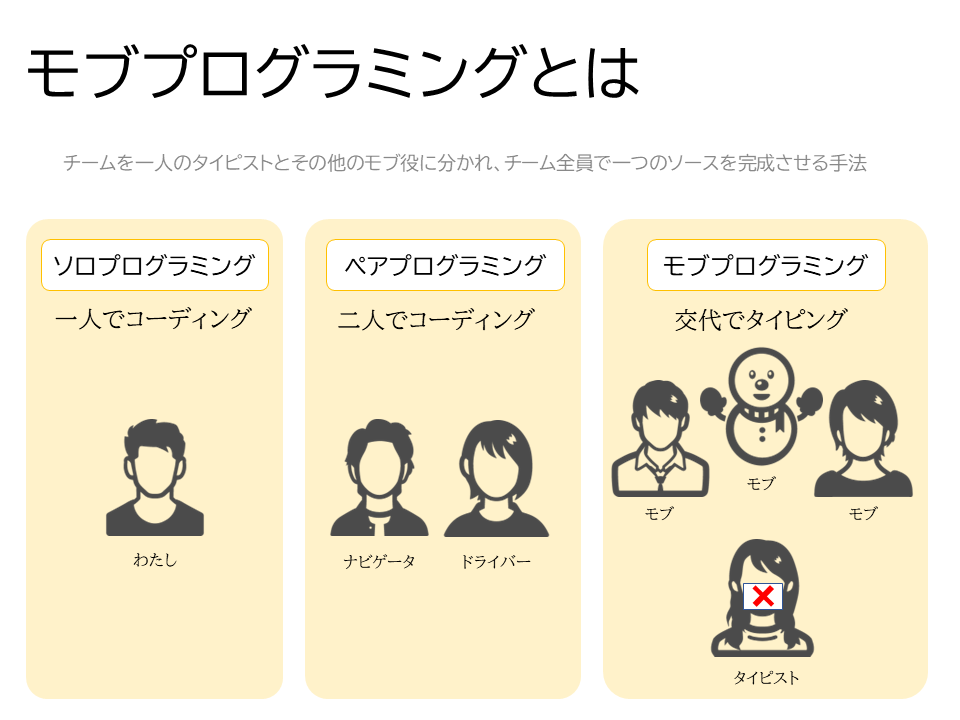 モブプログラミングとは
チームを一人のタイピストとその他のモブ役に分かれ、チーム全員で一つのソースを完成させる手法
ソロプログラミング
一人でコーディング
わたし
ペアプログラミング
二人でコーディング
ナビゲータ
ドライバー
モブプログラミング
交代でタイピング
モブ
モブ
モブ
タイピスト